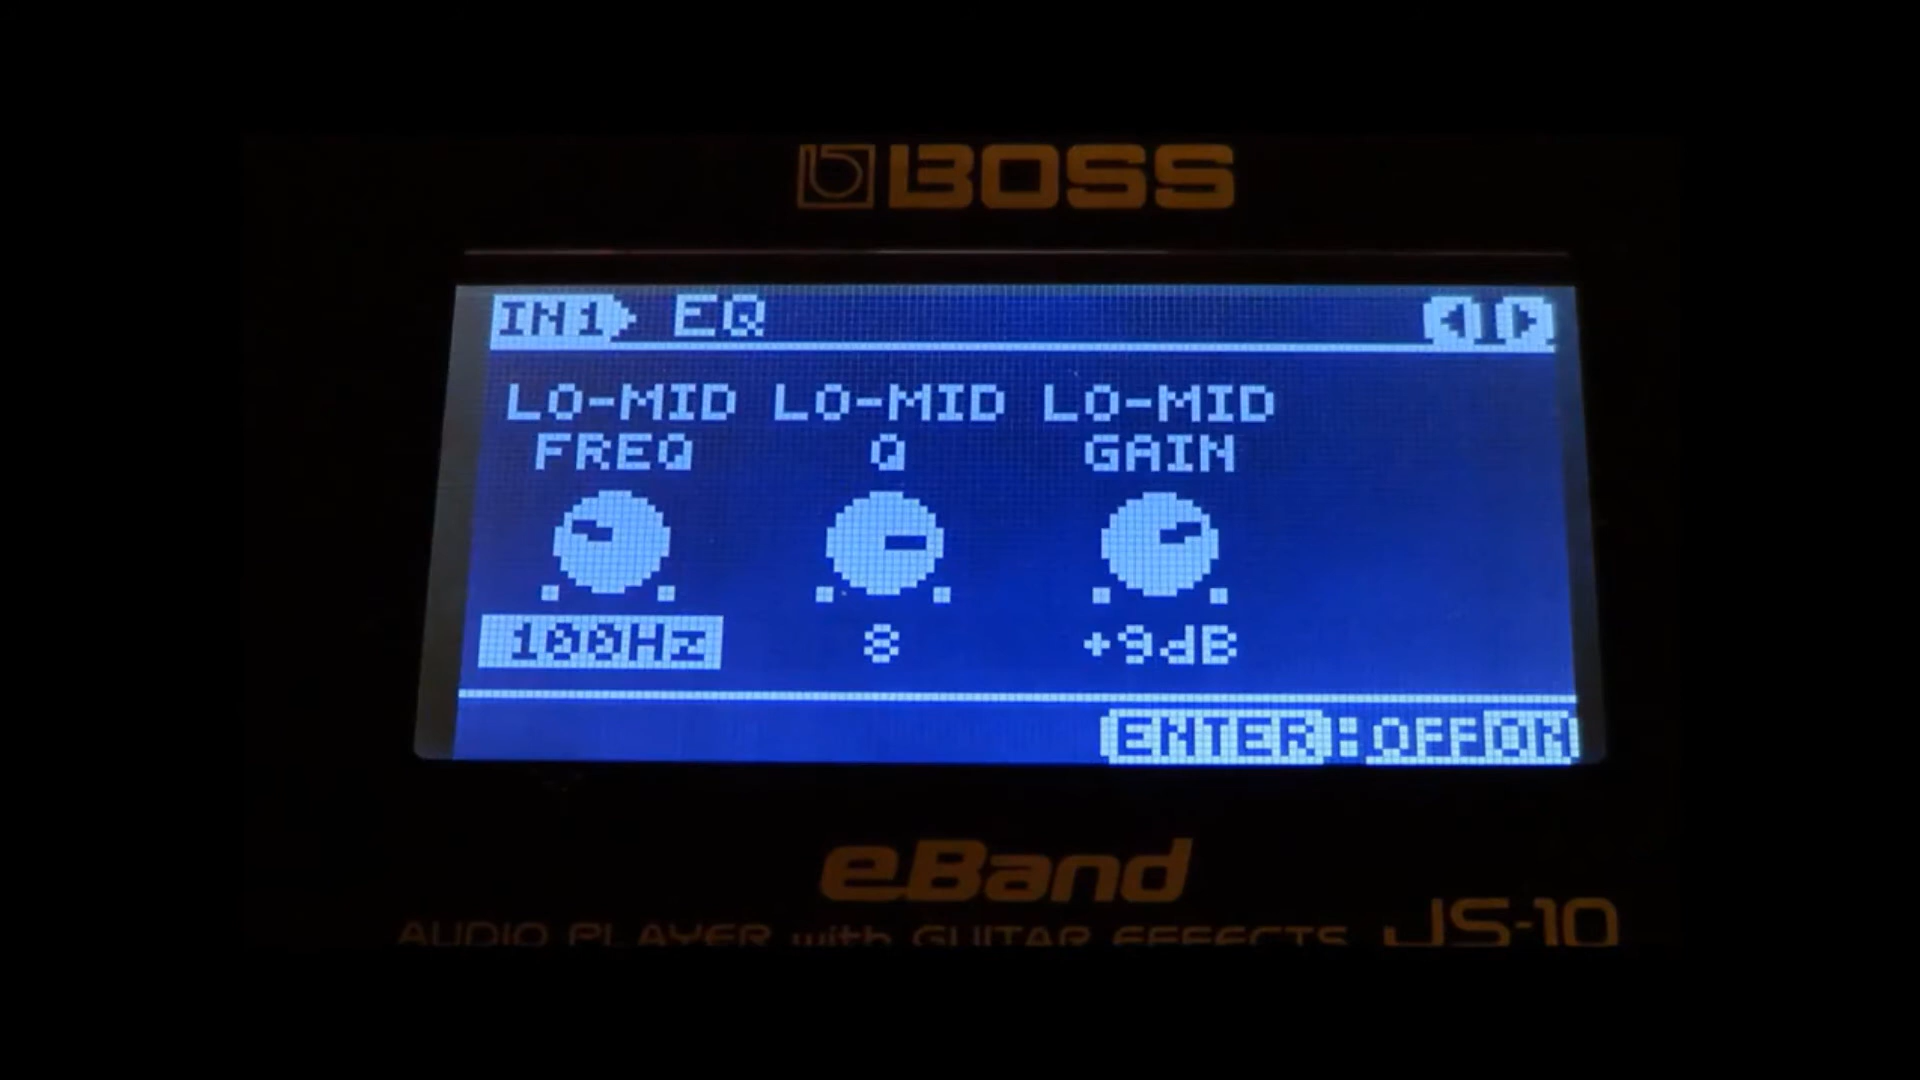 BOSS
IN1 EQ
LO-MID LO-MID LO-MID
FREQ Q GAIN
100Hz 8 +9dB
ENTER:OFF ON
eBand
AUDIO PLAYER with GUITAR EFFECTS JS-10